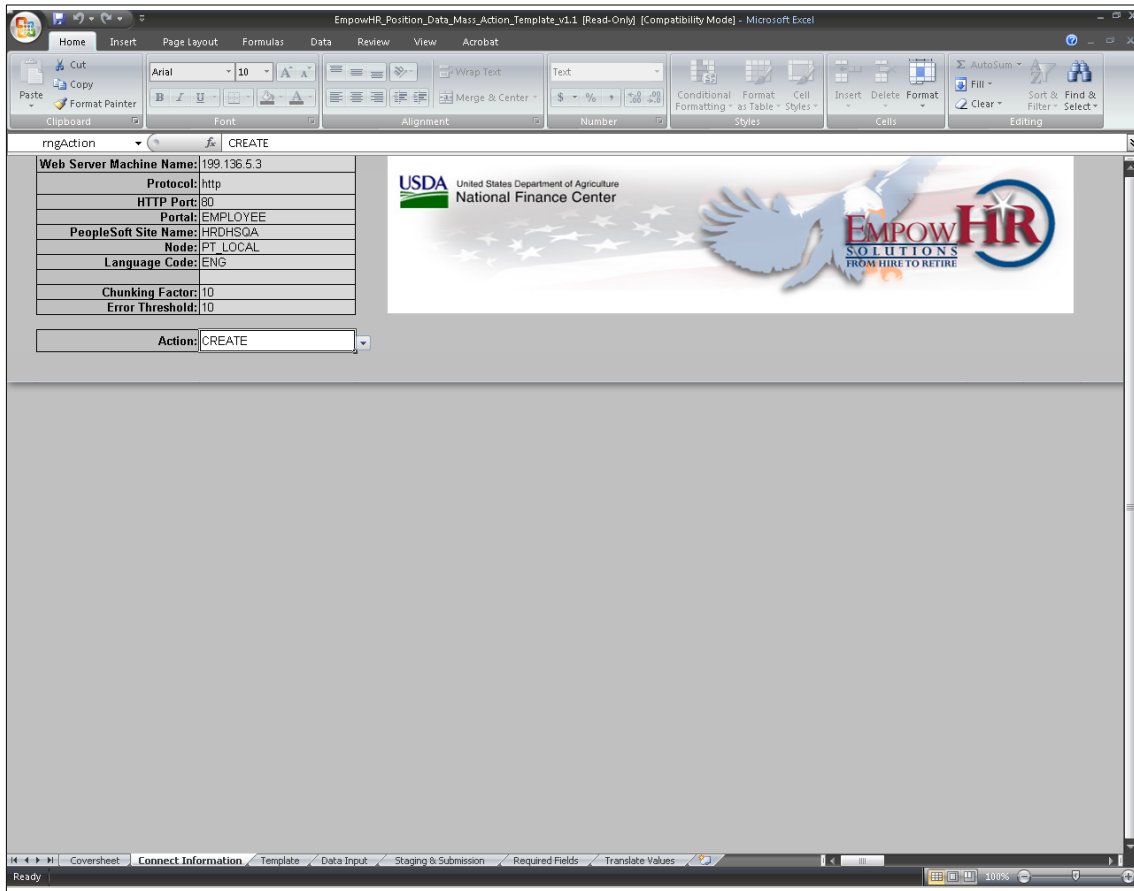 EmpowHR_Position_Data_Mass_Action_Template_v1.1 [Read-Only] [Compatibility Mode] - Microsoft Excel
Home Insert Page Layout Formulas Data Review View Acrobat
Cut
Copy
Paste
Format Painter
Clipboard
Arial 10
B I U
Font
Wrap Text
Merge & Center
Alignment
Text
$ % ,
Number
Conditional Formatting
Format as Table
Cell Styles
Styles
Insert Delete Format
Cells
AutoSum
Fill
Clear
Sort & Filter
Find & Select
Editing
rngAction fx CREATE
Web Server Machine Name: 199.136.5.3
Protocol: http
HTTP Port: 80
Portal: EMPLOYEE
PeopleSoft Site Name: HRDHSQA
Node: PT_LOCAL
Language Code: ENG
Chunking Factor: 10
Error Threshold: 10
Action: CREATE
USDA
United States Department of Agriculture
National Finance Center
EMPOWHR
SOLUTIONS
FROM HIRE TO RETIRE
Coversheet Connect Information Template Data Input Staging & Submission Required Fields Translate Values
Ready 100%